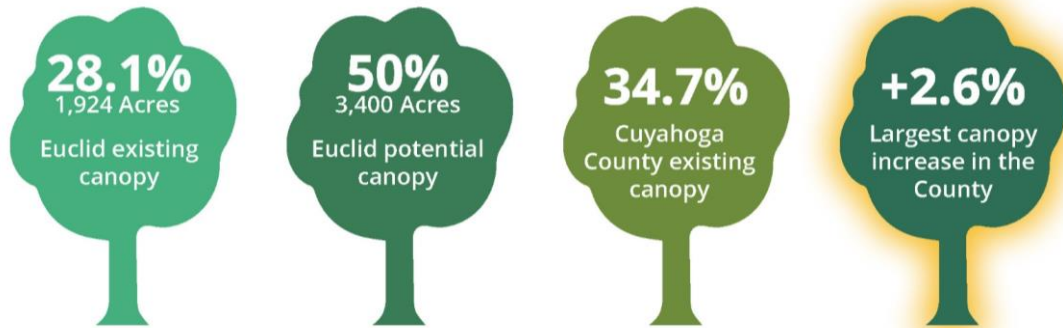 28.1%
1,924 Acres
Euclid existing
canopy
50%
3,400 Acres
Euclid potential
canopy
34.7%
Cuyahoga
County existing
canopy
+2.6%
Largest canopy
increase in the
County